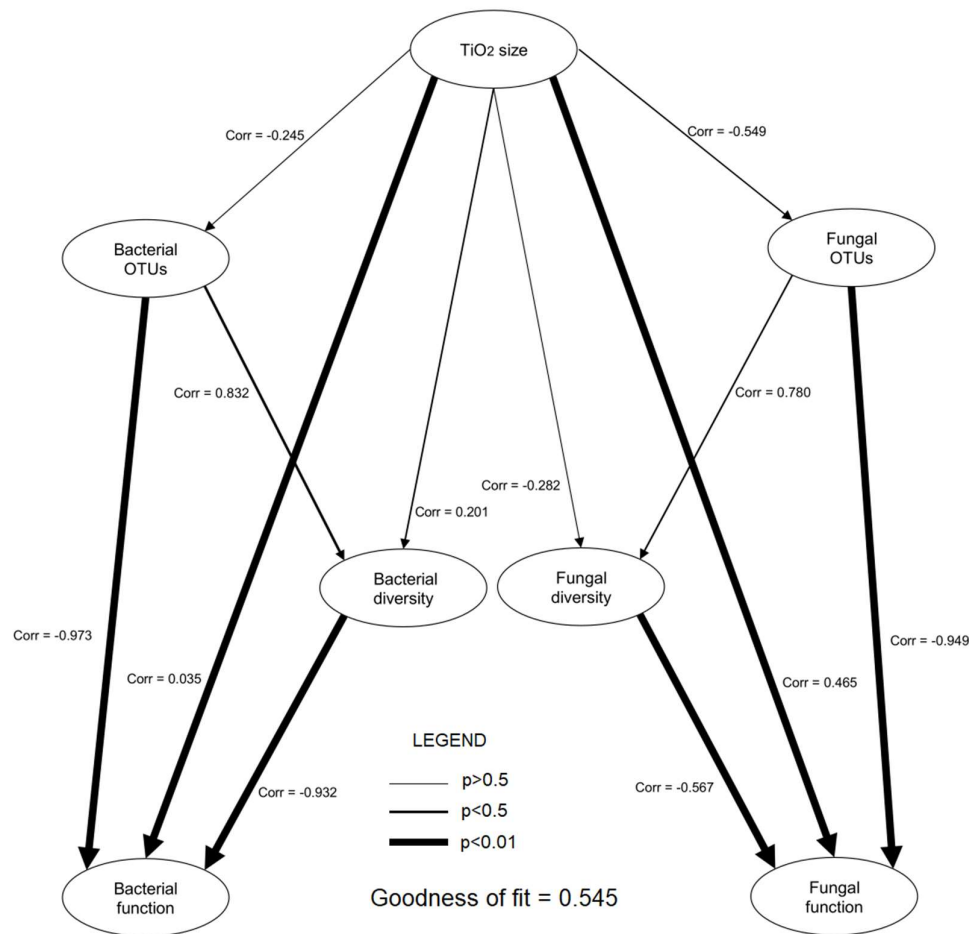 TiO2 size
Corr = -0.245
Corr = -0.549
Bacterial
OTUs
Fungal
OTUs
Corr = 0.832
Corr = 0.780
Corr = -0.282
Corr = 0.201
Bacterial
diversity
Fungal
diversity
Corr = -0.973
Corr = -0.949
Corr = 0.035
Corr = 0.465
LEGEND
p>0.5
Corr = -0.932
Corr = -0.567
p<0.5
p<0.01
Bacterial
function
Goodness of fit = 0.545
Fungal
function